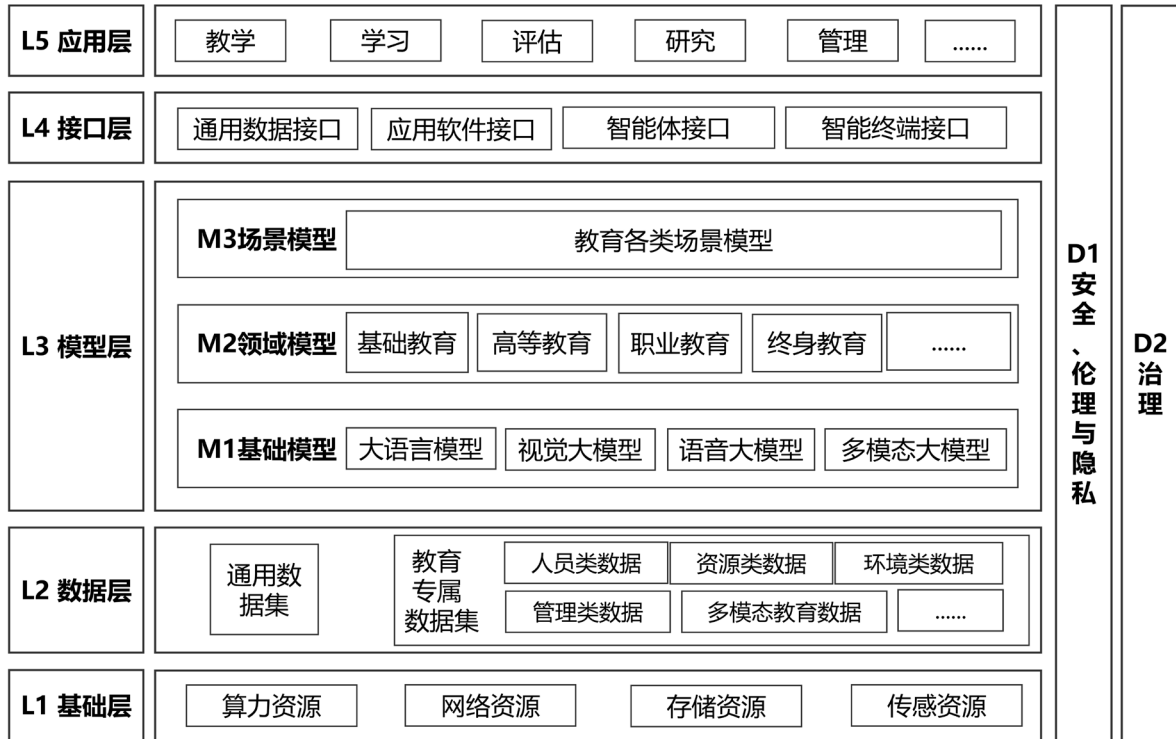 L5 应用层
教学
学习
评估
研究
管理
......
L4 接口层
通用数据接口
应用软件接口
智能体接口
智能终端接口
L3 模型层
M3场景模型
教育各类场景模型
M2领域模型
基础教育
高等教育
职业教育
终身教育
......
M1基础模型
大语言模型
视觉大模型
语音大模型
多模态大模型
L2 数据层
通用数
据集
教育
专属
数据集
人员类数据
资源类数据
环境类数据
管理类数据
多模态教育数据
......
L1 基础层
算力资源
网络资源
存储资源
传感资源
D1
安
全
、
伦
理
与
隐
私
D2
治
理